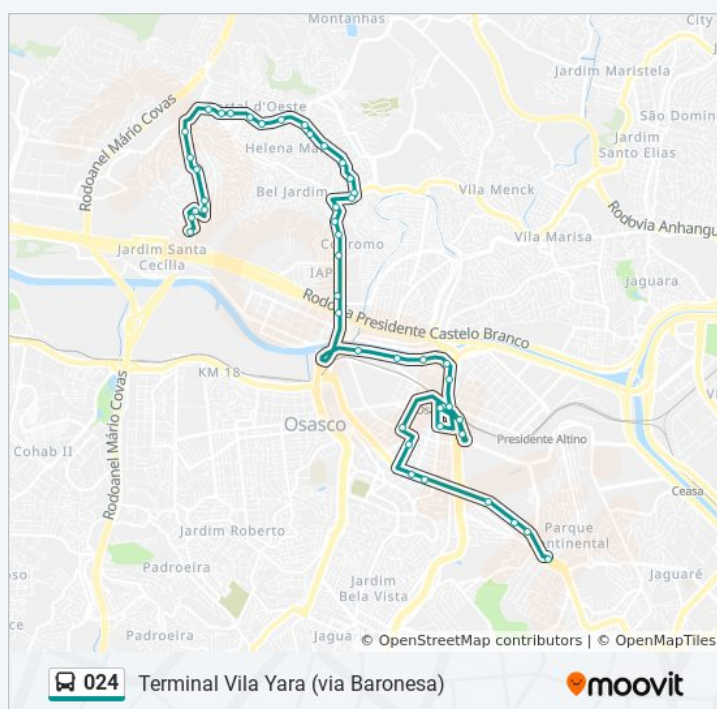 Montanhas
City
Jardim Maristela
Rodoanel Mário Covas
d'Oeste
São Domin
Helena Ma
Jardim
Santo Elias
Bel Jardim
Vila Menck
Rodovia Anhangu
Vila Marisa
Jardim Santa
Cecília
IAP
Jaguara
Presidente Castelo Branco
KM 18
Osasco
Presidente Altino
Rodoanel Mário Covas
Cohab II
Ceasa
Jardim Roberto
Parque
ontinental
Padroeira
Jaguaré
Jardim
Bela Vista
Padroeira
Jagua
© OpenStreetMap contributors | © OpenMapTiles
024 Terminal Vila Yara (via Baronesa)
moovit